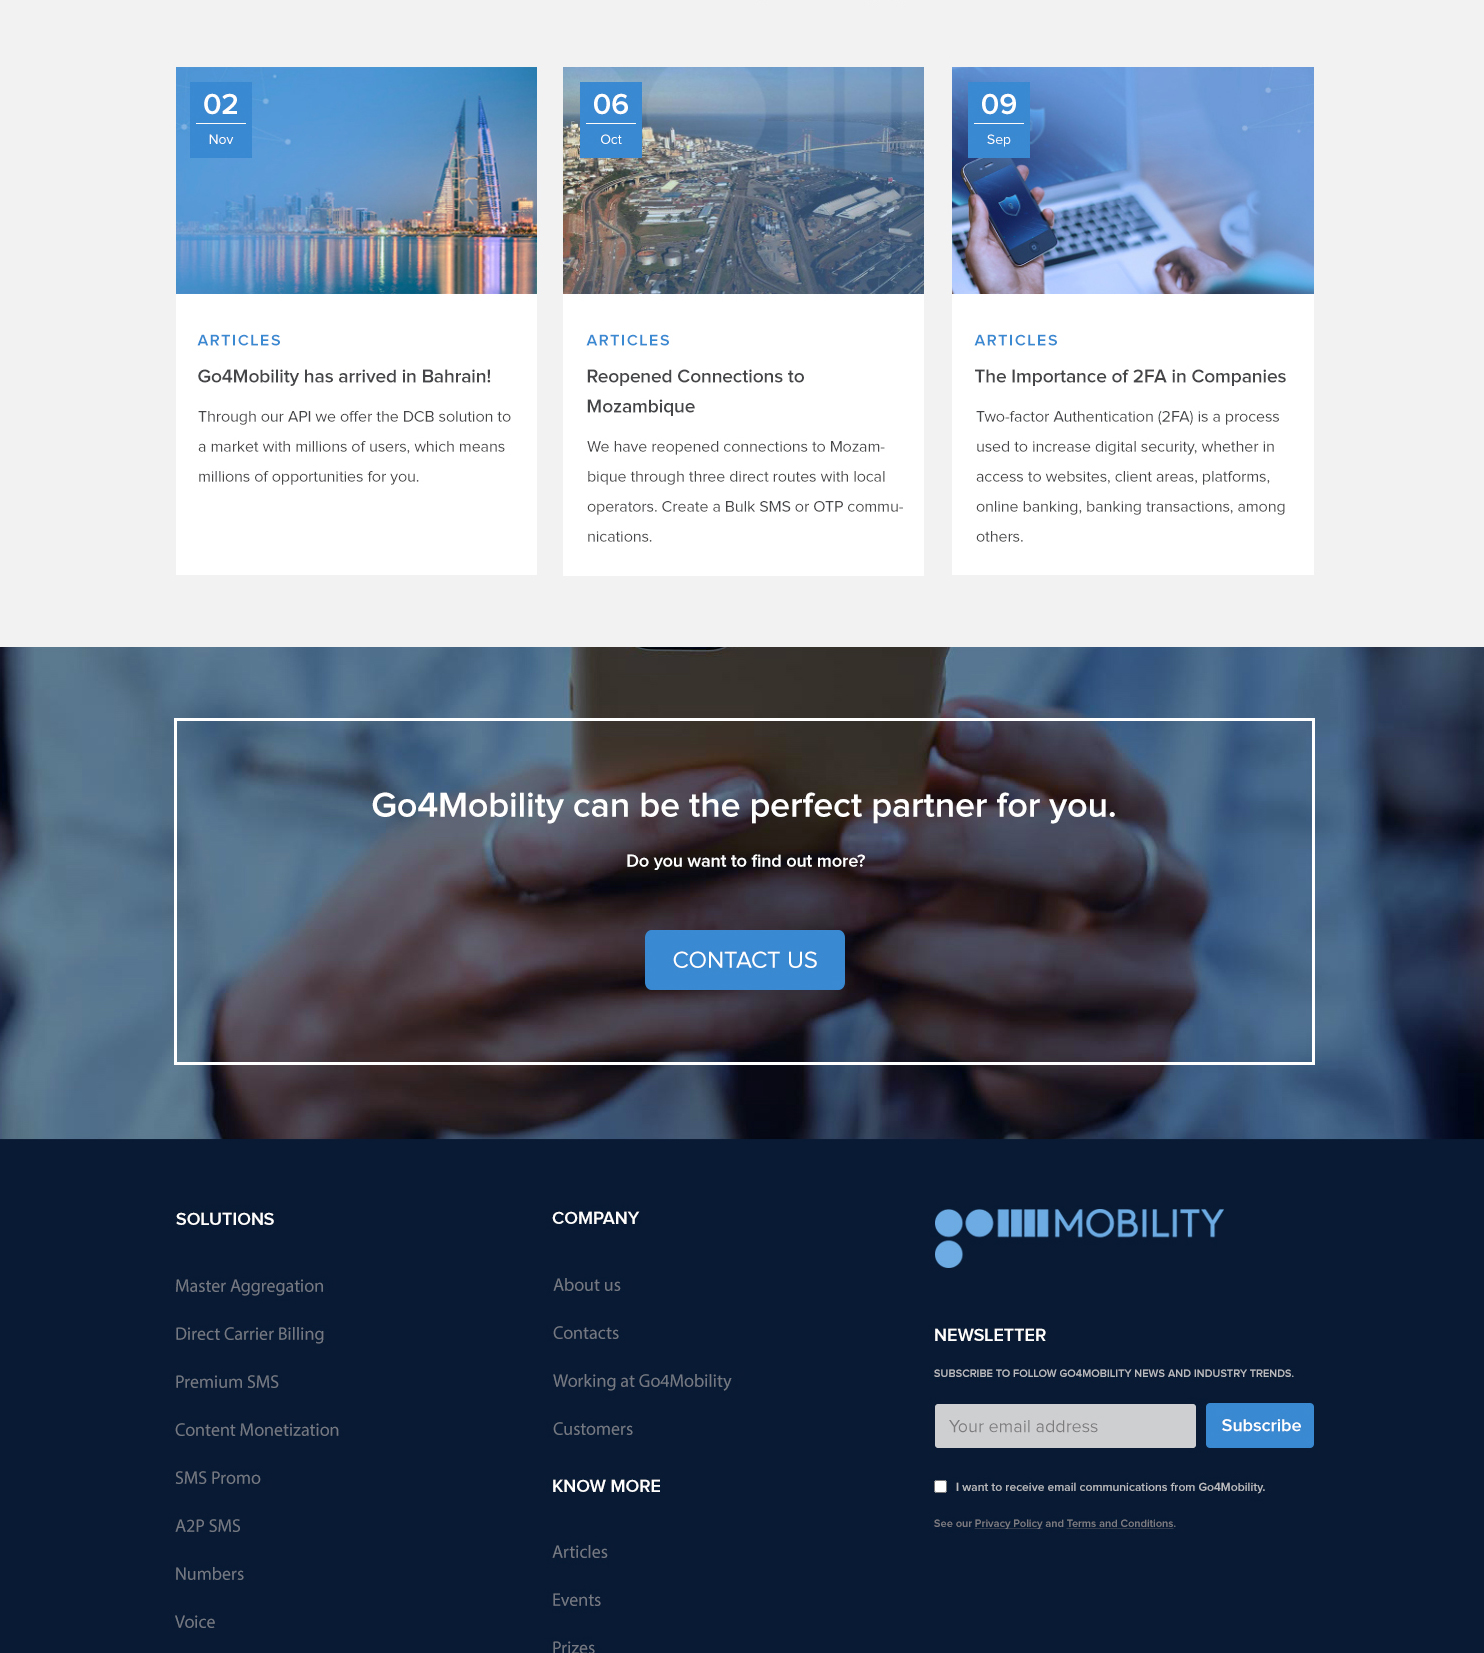 02
Nov
ARTICLES
Go4Mobility has arrived in Bahrain!
Through our API we offer the DCB solution to
a market with millions of users, which means
millions of opportunities for you.
06
Oct
ARTICLES
Reopened Connections to
Mozambique
We have reopened connections to Mozam-
bique through three direct routes with local
operators. Create a Bulk SMS or OTP commu-
nications.
09
Sep
ARTICLES
The Importance of 2FA in Companies
Two-factor Authentication (2FA) is a process
used to increase digital security, whether in
access to websites, client areas, platforms,
online banking, banking transactions, among
others.
Go4Mobility can be the perfect partner for you.
Do you want to find out more?
CONTACT US
SOLUTIONS
Master Aggregation
Direct Carrier Billing
Premium SMS
Content Monetization
SMS Promo
A2P SMS
Numbers
Voice
COMPANY
About us
Contacts
Working at Go4Mobility
Customers
KNOW MORE
Articles
Events
Prizes
MOBILITY
NEWSLETTER
SUBSCRIBE TO FOLLOW GO4MOBILITY NEWS AND INDUSTRY TRENDS.
Your email address
Subscribe
I want to receive email communications from Go4Mobility.
See our Privacy Policy and Terms and Conditions.